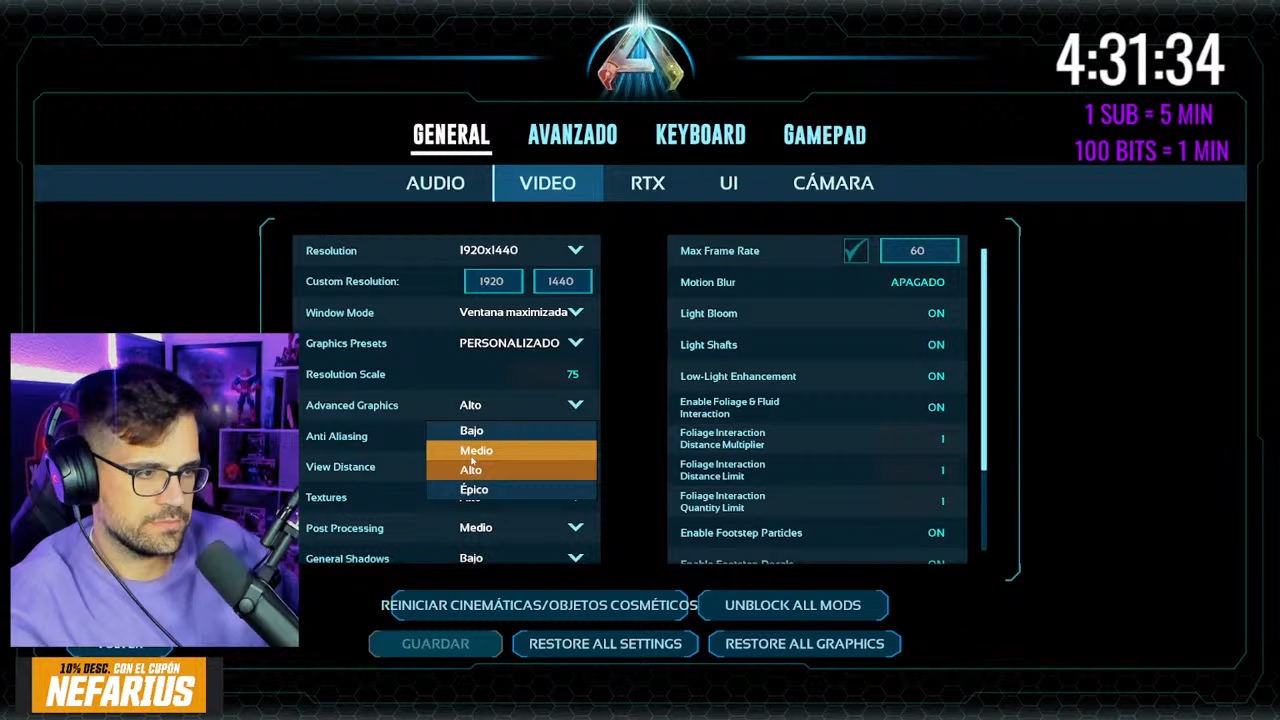 4:31:34
1 SUB = 5 MIN
100 BITS = 1 MIN
GENERAL
AVANZADO
KEYBOARD
GAMEPAD
AUDIO
VIDEO
RTX
UI
CÁMARA
Resolution
1920x1440
Custom Resolution:
1920
1440
Window Mode
Ventana maximizada
Graphics Presets
PERSONALIZADO
Resolution Scale
75
Advanced Graphics
Alto
Anti Aliasing
Bajo
Medio
Alto
Épico
View Distance
Textures
Post Processing
Medio
General Shadows
Bajo
Max Frame Rate
60
Motion Blur
APAGADO
Light Bloom
ON
Light Shafts
ON
Low-Light Enhancement
ON
Enable Foliage & Fluid
Interaction
ON
Foliage Interaction
Distance Multiplier
1
Foliage Interaction
Distance Limit
1
Foliage Interaction
Quantity Limit
1
Enable Footstep Particles
ON
REINICIAR CINEMÁTICAS/OBJETOS COSMÉTICOS
UNBLOCK ALL MODS
GUARDAR
RESTORE ALL SETTINGS
RESTORE ALL GRAPHICS
10% DESC. CON EL CUPÓN
NEFARIUS